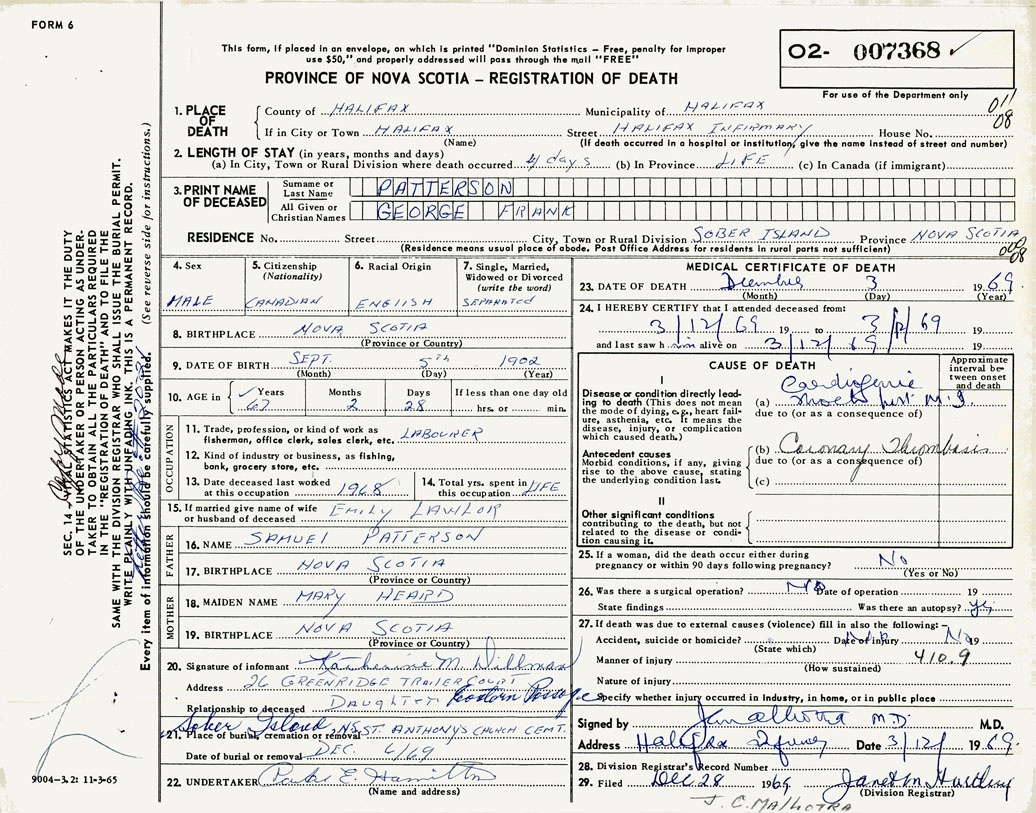 FORM 6
This form, if placed in an envelope, on which is printed "Dominion Statistics – Free, penalty for improper
use $50," and properly addressed will pass through the mail "FREE"
PROVINCE OF NOVA SCOTIA – REGISTRATION OF DEATH
O2- 007368
For use of the Department only
011
08
1. PLACE OF DEATH
County of HALIFAX Municipality of HALIFAX
If in City or Town HALIFAX Street HALIFAX INFIRMARY House No.
(Name) (If death occurred in a hospital or institution, give the name instead of street and number)
2. LENGTH OF STAY (in years, months and days)
(a) In City, Town or Rural Division where death occurred 4 days (b) In Province LIFE (c) In Canada (if immigrant)
3. PRINT NAME OF DECEASED
Surname or Last Name PATTERSON
All Given or Christian Names GEORGE FRANK
RESIDENCE No. Street City, Town or Rural Division SOBER ISLAND Province NOVA SCOTIA
(Residence means usual place of abode. Post Office Address for residents in rural parts not sufficient)
4. Sex
MALE
5. Citizenship
(Nationality)
CANADIAN
6. Racial Origin
ENGLISH
7. Single, Married,
Widowed or Divorced
(write the word)
SEPARATED
8. BIRTHPLACE NOVA SCOTIA
(Province or Country)
9. DATE OF BIRTH SEPT. 5th 1902
(Month) (Day) (Year)
10. AGE in Years Months Days If less than one day old
67 2 28 hrs. or min.
OCCUPATION
11. Trade, profession, or kind of work as
fisherman, office clerk, sales clerk, etc. LABOURER
12. Kind of industry or business, as fishing,
bank, grocery store, etc.
13. Date deceased last worked
at this occupation 1968
14. Total yrs. spent in
this occupation LIFE
15. If married give name of wife
or husband of deceased EMILY LAWLOR
FATHER
16. NAME SAMUEL PATTERSON
17. BIRTHPLACE NOVA SCOTIA
(Province or Country)
MOTHER
18. MAIDEN NAME MARY HEARD
19. BIRTHPLACE NOVA SCOTIA
(Province or Country)
20. Signature of informant Katherine M. Dillman
Address 26 GREENRIDGE TRAILER COURT
Relationship to deceased DAUGHTER Eastern Passage
Sober Island NS ST. ANTHONY'S CHURCH CEMT.
21. Place of burial, cremation or removal
Date of burial or removal DEC. 6/69
22. UNDERTAKER E. Hamilton
(Name and address)
MEDICAL CERTIFICATE OF DEATH
23. DATE OF DEATH December 3 1969
(Month) (Day) (Year)
24. I HEREBY CERTIFY that I attended deceased from:
3/12/69 19 to 3/12/69 19
and last saw him alive on 3/12/69 19
CAUSE OF DEATH
Approximate
interval be-
tween onset
and death
I
Disease or condition directly lead-
ing to death (This does not mean
the mode of dying, e.g., heart fail-
ure, asthenia, etc. It means the
disease, injury, or complication
which caused death.)
Cardiogenic
(a) shock post M.I
due to (or as a consequence of)
Antecedent causes
Morbid conditions, if any, giving
rise to the above cause, stating
the underlying condition last.
(b) Coronary Thrombosis
due to (or as a consequence of)
(c)
II
Other significant conditions
contributing to the death, but not
related to the disease or condi-
tion causing it.
25. If a woman, did the death occur either during
pregnancy or within 90 days following pregnancy? No
(Yes or No)
26. Was there a surgical operation? No Date of operation 19
State findings Was there an autopsy? yes
27. If death was due to external causes (violence) fill in also the following:-
Accident, suicide or homicide? Date of injury No 19
(State which)
Manner of injury 410.9
(How sustained)
Nature of injury
Specify whether injury occurred in industry, in home, or in public place
Signed by M.D. M.D.
Address Halifax Date 3/12/ 1969.
28. Division Registrar's Record Number
29. Filed Dec 28 1969 Janet M.
(Division Registrar)
J. C. MALHOTRA
SEC. 14 – VITAL STATISTICS ACT MAKES IT THE DUTY
OF THE UNDERTAKER OR PERSON ACTING AS UNDER-
TAKER TO OBTAIN ALL THE PARTICULARS REQUIRED
IN THE "REGISTRATION OF DEATH" AND TO FILE THE
SAME WITH THE DIVISION REGISTRAR WHO SHALL ISSUE THE BURIAL PERMIT.
WRITE PLAINLY WITH UNFADING INK. THIS IS A PERMANENT RECORD.
Every item of information should be carefully supplied. (See reverse side for instructions.)
9004–3.2: 11-3-65